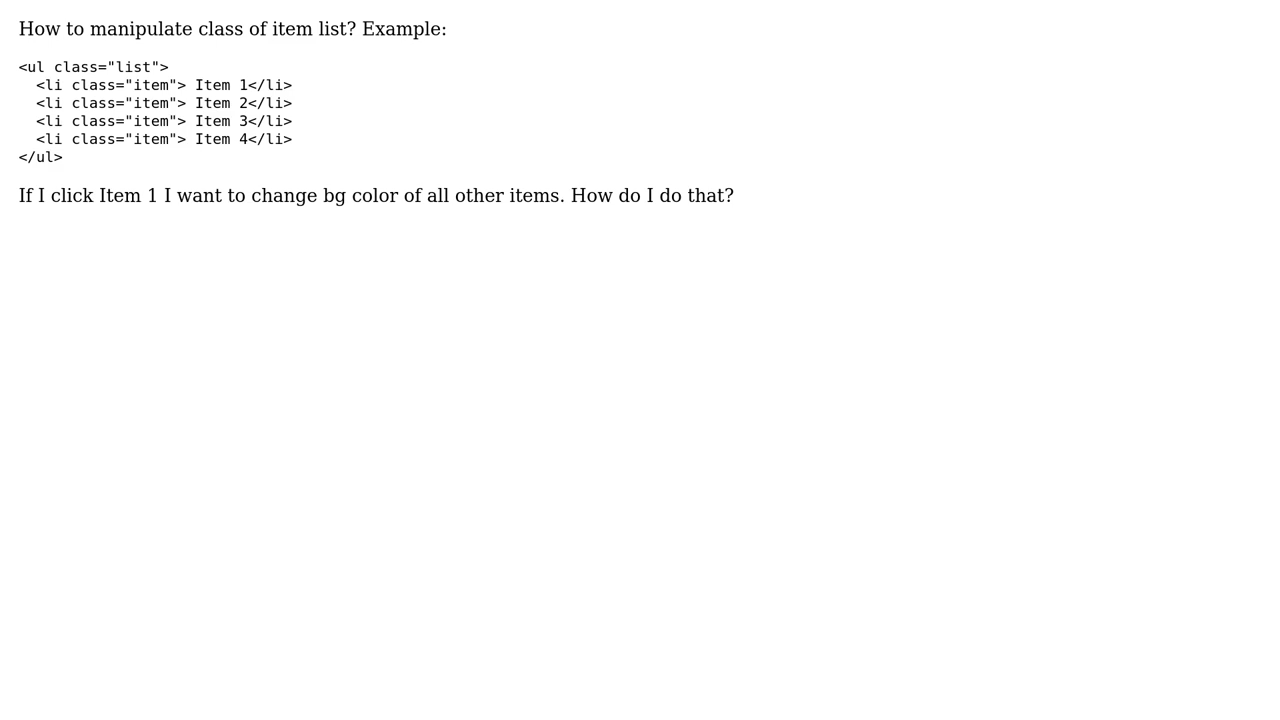 How to manipulate class of item list? Example:
<ul class="list">
  <li class="item"> Item 1</li>
  <li class="item"> Item 2</li>
  <li class="item"> Item 3</li>
  <li class="item"> Item 4</li>
</ul>
If I click Item 1 I want to change bg color of all other items. How do I do that?